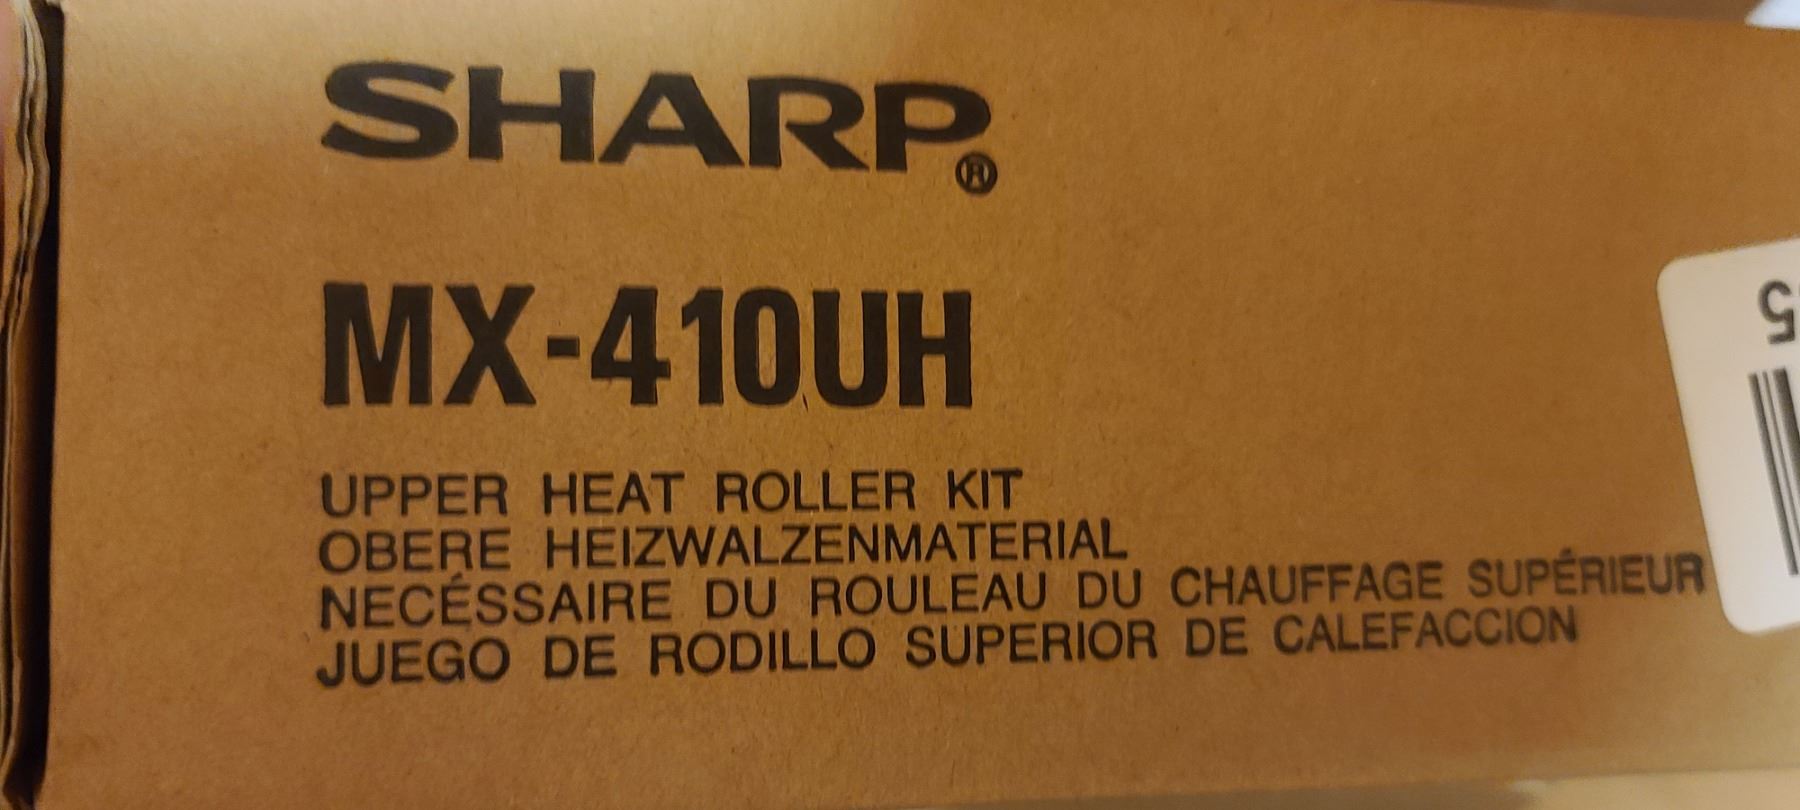 SHARP®
MX-410UH
UPPER HEAT ROLLER KIT
OBERE HEIZWALZENMATERIAL
NECÉSSAIRE DU ROULEAU DU CHAUFFAGE SUPÉRIEUR
JUEGO DE RODILLO SUPERIOR DE CALEFACCION
5